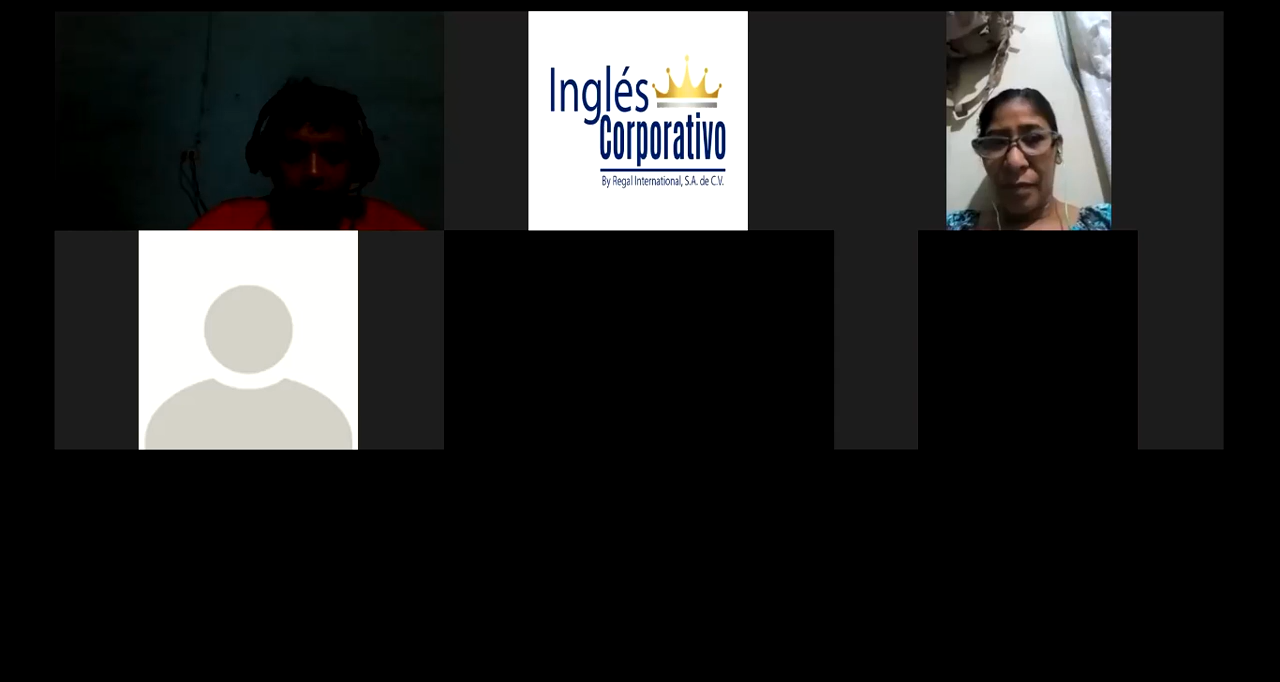 Inglés
Corporativo
By Regal International, S.A. de C.V.